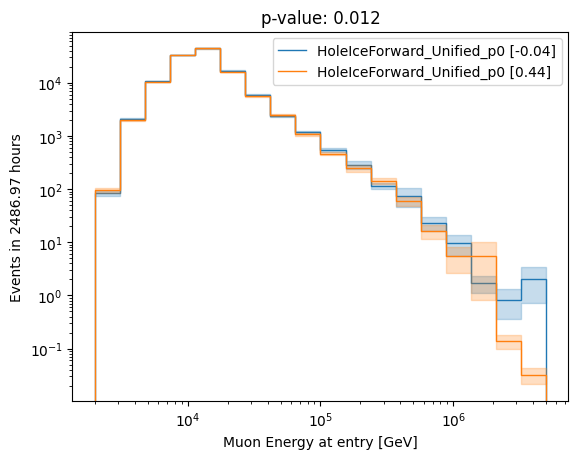 p-value: 0.012
HoleIceForward_Unified_p0 [-0.04]
HoleIceForward_Unified_p0 [0.44]
Events in 2486.97 hours
10⁴
10³
10²
10¹
10⁰
10⁻¹
10⁴
10⁵
10⁶
Muon Energy at entry [GeV]